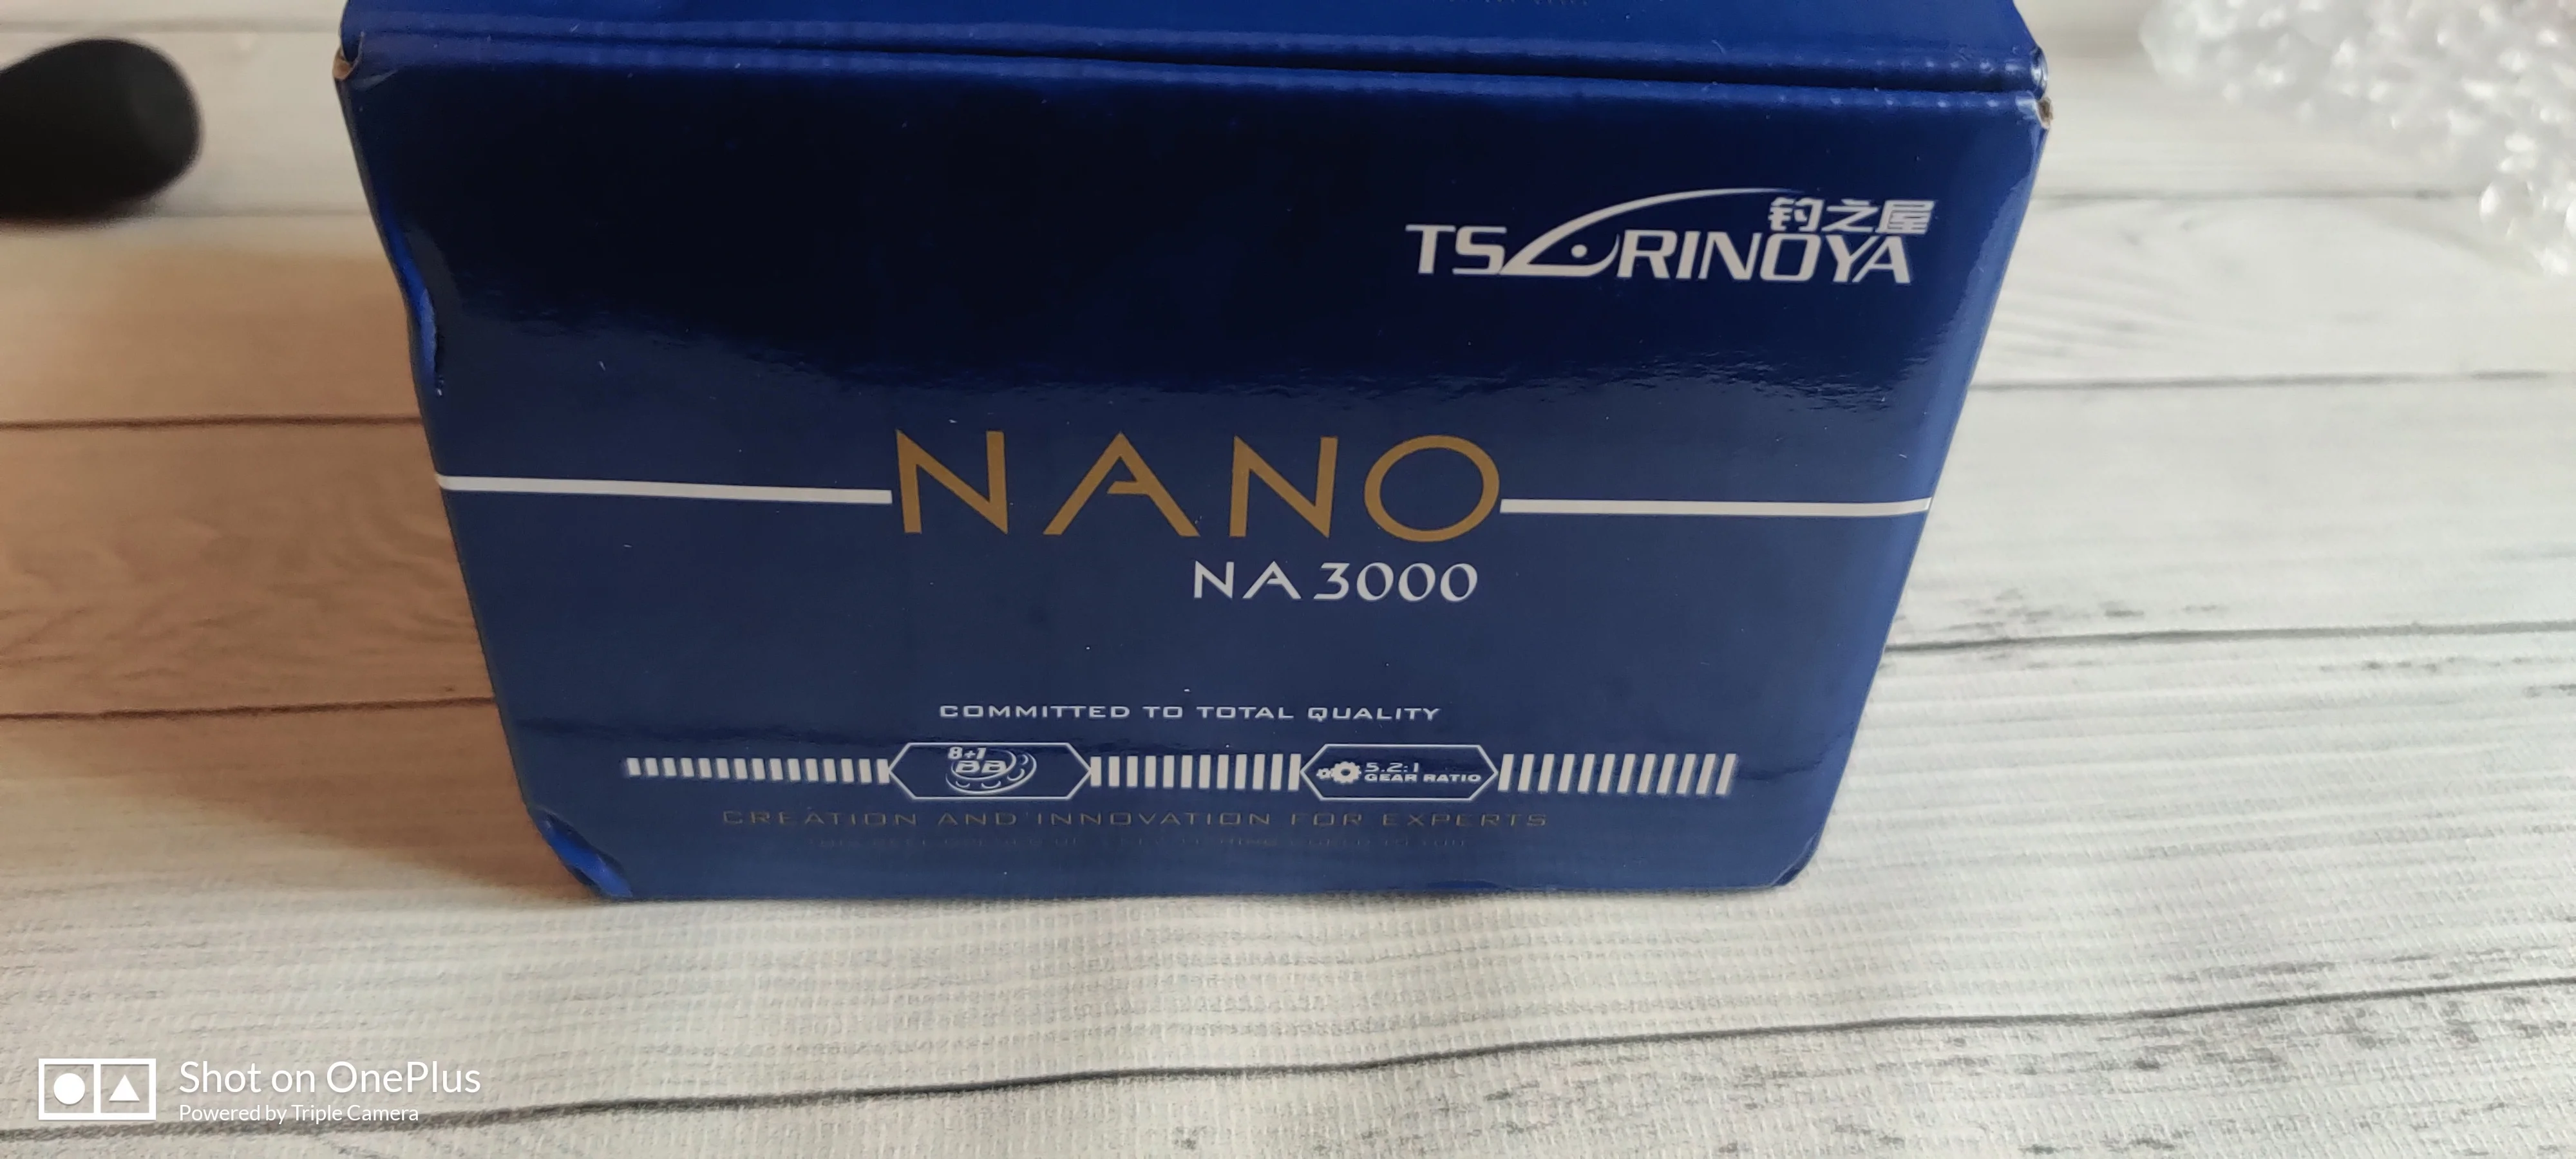 钓之屋
TSURINOYA
NANO
NA3000
COMMITTED TO TOTAL QUALITY
8+1
BB
5.2:1
GEAR RATIO
CREATION AND INNOVATION FOR EXPERTS
Shot on OnePlus
Powered by Triple Camera